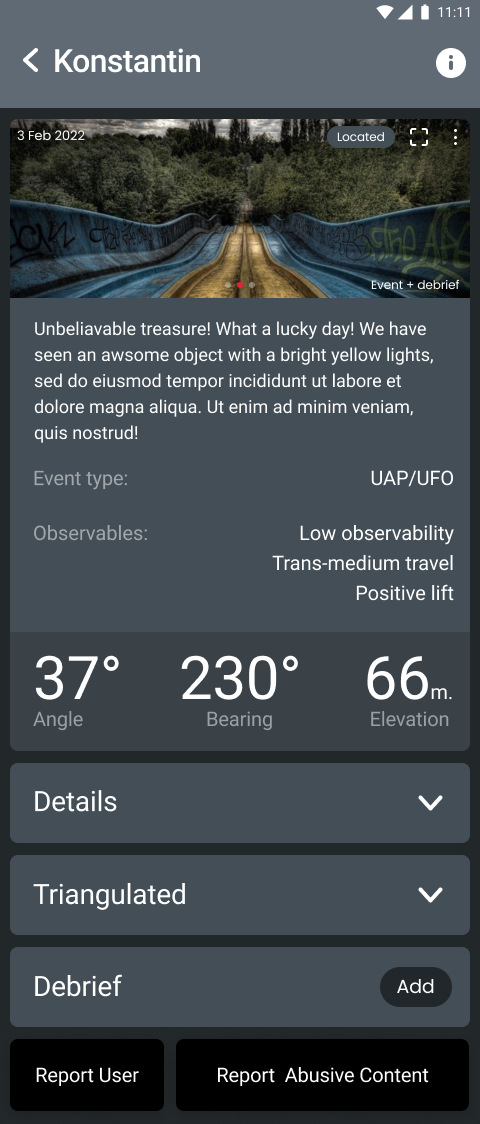 11:11
Konstantin
3 Feb 2022
Located
Event + debrief
Unbeliavable treasure! What a lucky day! We have
seen an awsome object with a bright yellow lights,
sed do eiusmod tempor incididunt ut labore et
dolore magna aliqua. Ut enim ad minim veniam,
quis nostrud!
Event type: UAP/UFO
Observables: Low observability
Trans-medium travel
Positive lift
37° 230° 66m.
Angle Bearing Elevation
Details
Triangulated
Debrief Add
Report User Report Abusive Content